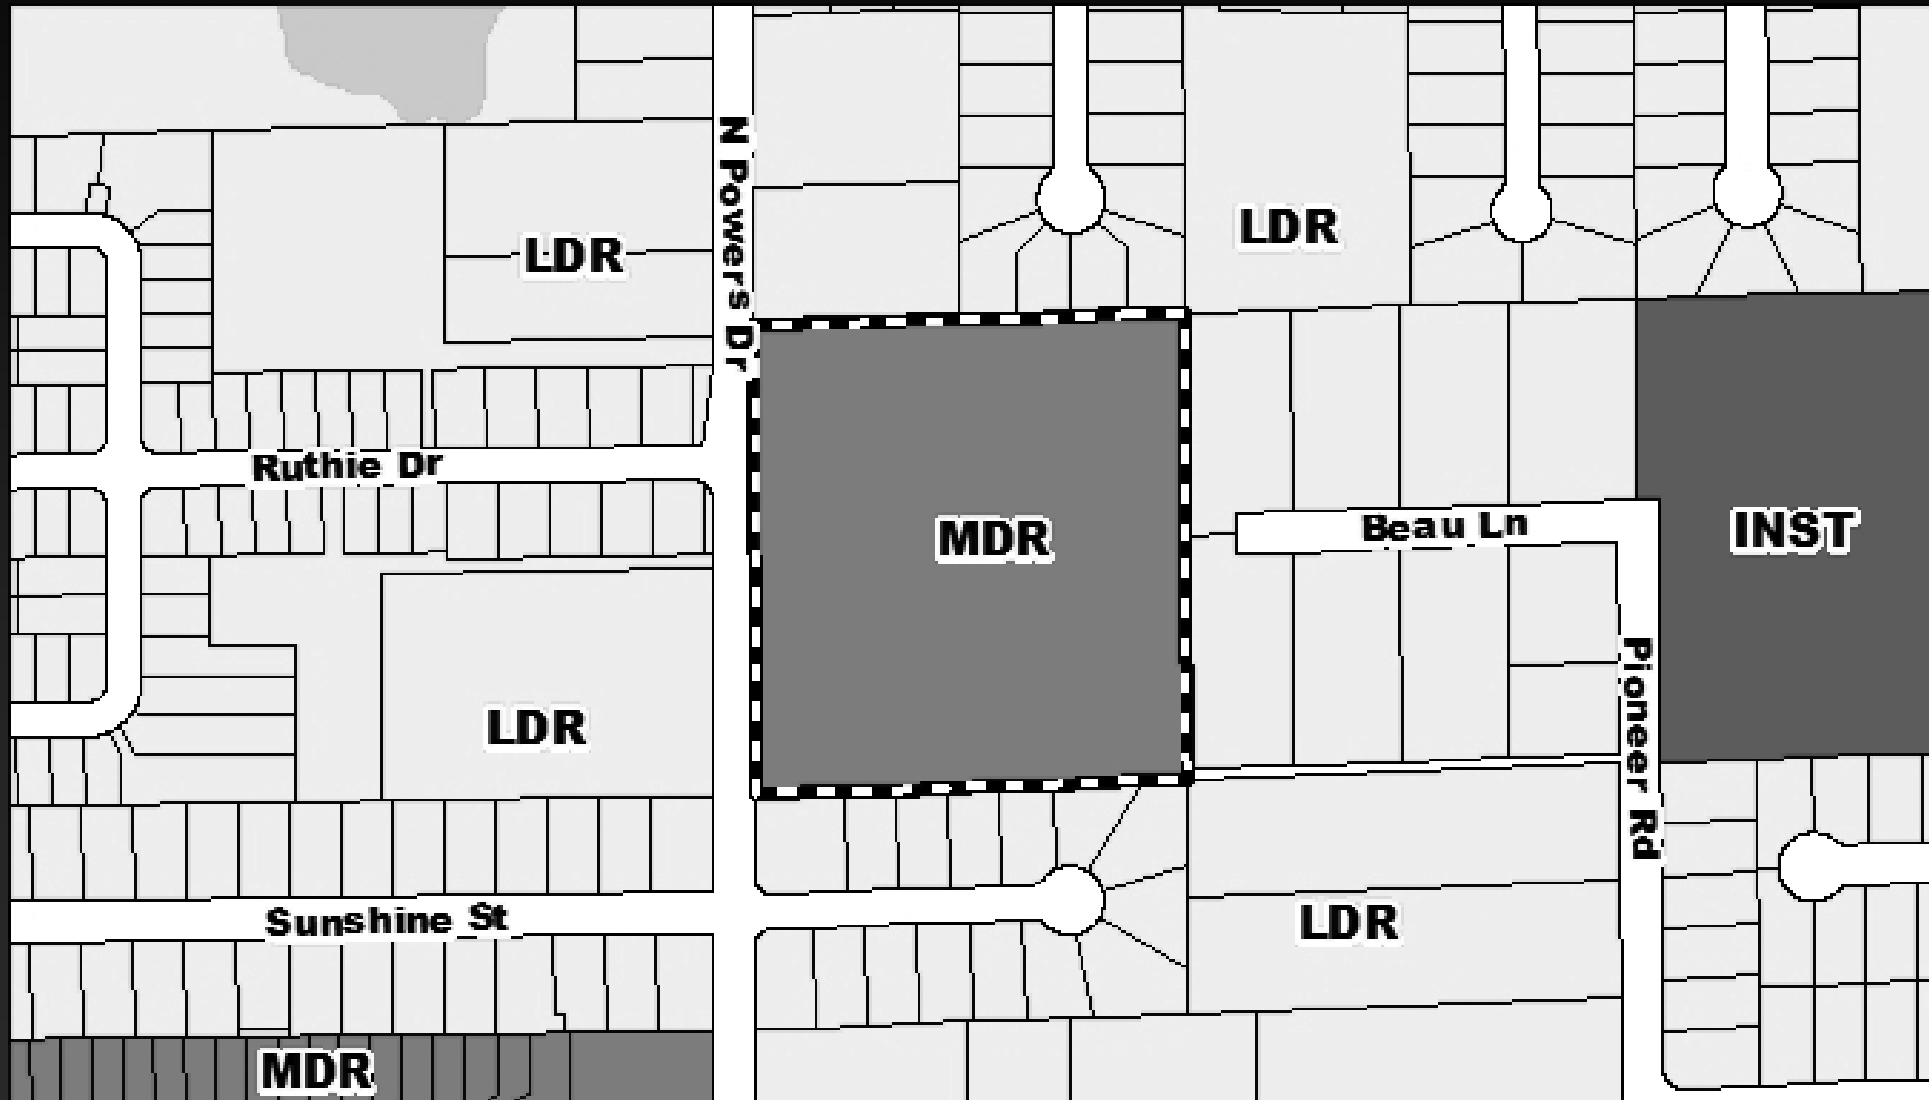 N Powers Dr
LDR
LDR
Ruthie Dr
MDR
Beau Ln
INST
LDR
Pioneer Rd
Sunshine St
LDR
MDR